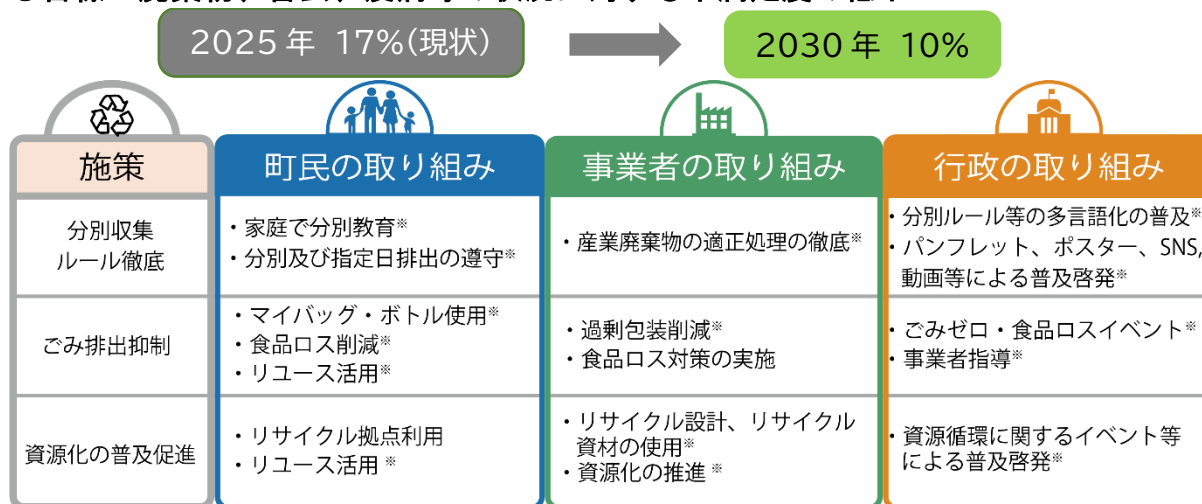 2025年 17%(現状)
2030年 10%
施策
町民の取り組み
事業者の取り組み
行政の取り組み
分別収集
ルール徹底
・家庭で分別教育※
・分別及び指定日排出の遵守※
・産業廃棄物の適正処理の徹底※
・分別ルール等の多言語化の普及※
・パンフレット、ポスター、SNS,
動画等による普及啓発※
ごみ排出抑制
・マイバッグ・ボトル使用※
・食品ロス削減※
・リユース活用※
・過剰包装削減※
・食品ロス対策の実施
・ごみゼロ・食品ロスイベント※
・事業者指導※
資源化の普及促進
・リサイクル拠点利用
・リユース活用 ※
・リサイクル設計、リサイクル
資材の使用※
・資源化の推進 ※
・資源循環に関するイベント等
による普及啓発※